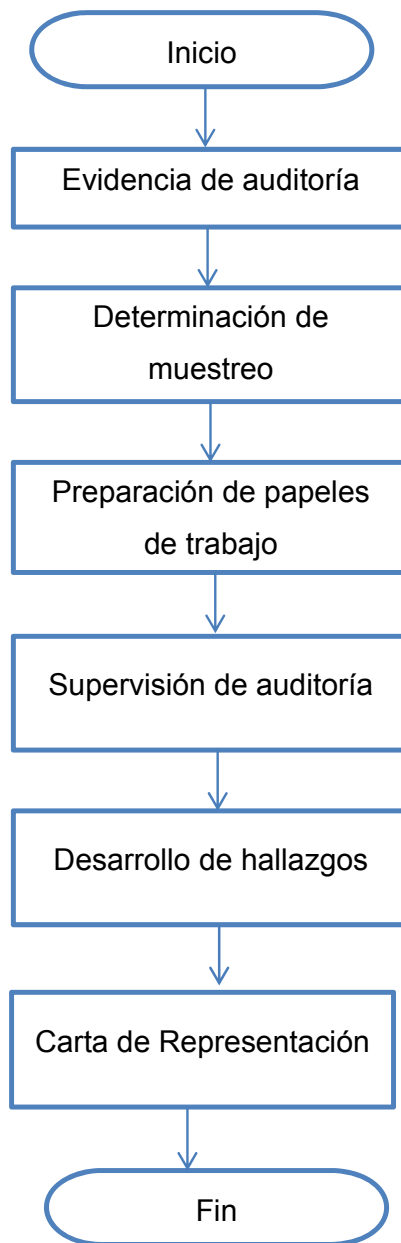 Inicio
Evidencia de auditoría
Determinación de
muestreo
Preparación de papeles
de trabajo
Supervisión de auditoría
Desarrollo de hallazgos
Carta de Representación
Fin